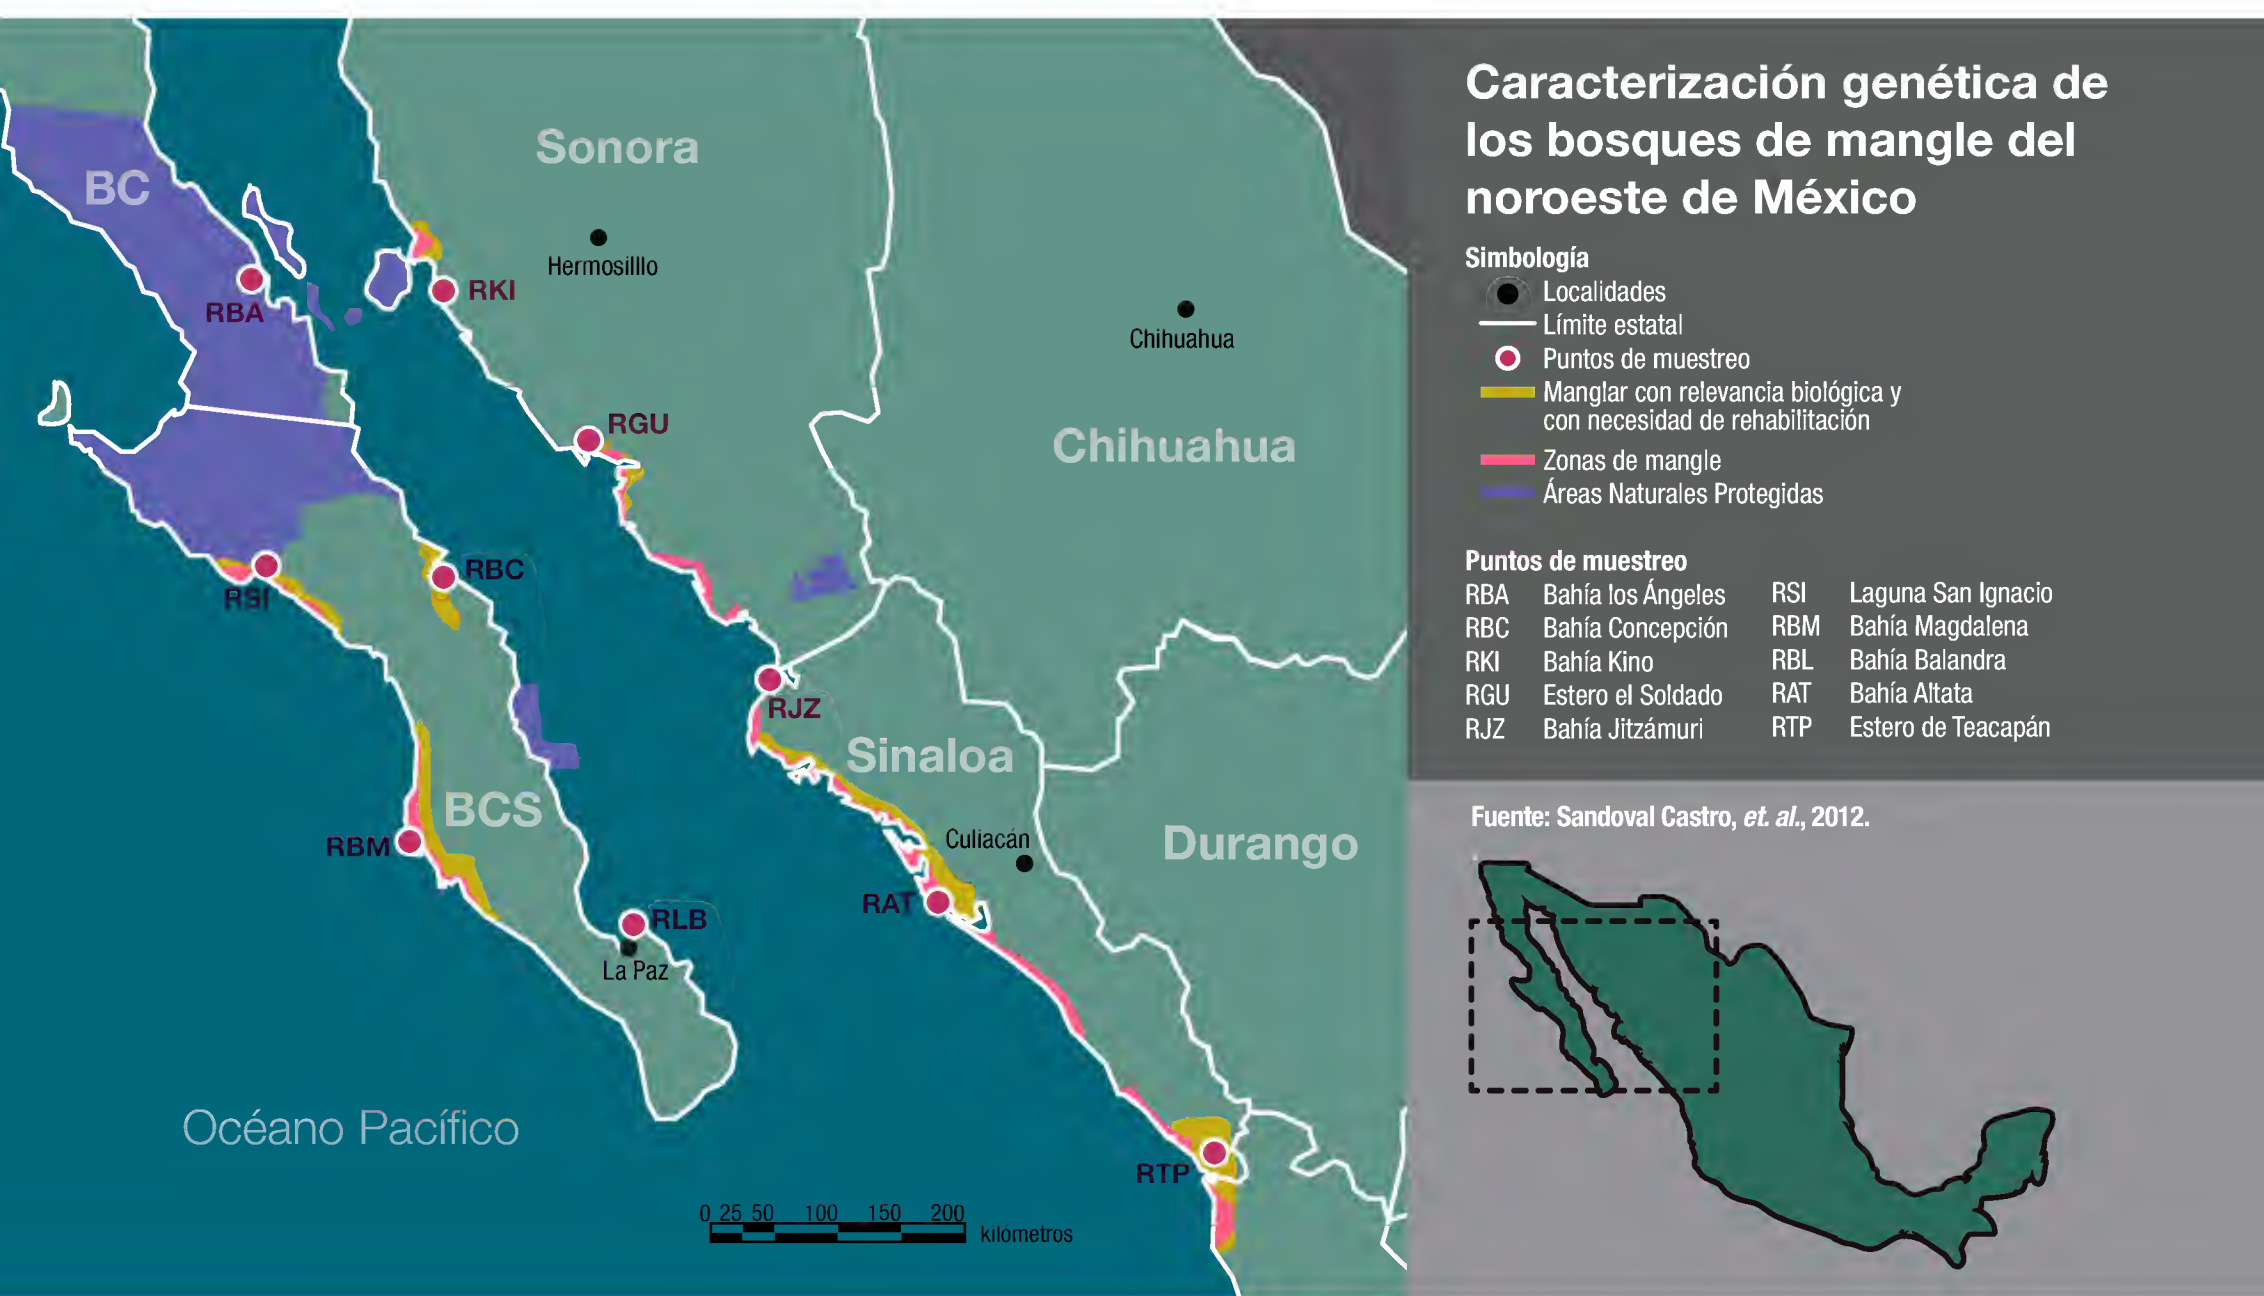 Caracterización genética de
los bosques de mangle del
noroeste de México
Simbología
Localidades
Límite estatal
Puntos de muestreo
Manglar con relevancia biológica y
con necesidad de rehabilitación
Zonas de mangle
Áreas Naturales Protegidas
Puntos de muestreo
RBA Bahía los Ángeles
RBC Bahía Concepción
RKI Bahía Kino
RGU Estero el Soldado
RJZ Bahía Jitzámuri
RSI Laguna San Ignacio
RBM Bahía Magdalena
RBL Bahía Balandra
RAT Bahía Altata
RTP Estero de Teacapán
Fuente: Sandoval Castro, et. al., 2012.
Sonora
BC
Hermosilllo
RKI
RBA
Chihuahua
RGU
Chihuahua
RBC
RSI
RJZ
Sinaloa
BCS
Culiacán
Durango
RBM
RAT
RLB
La Paz
Océano Pacífico
RTP
0 25 50 100 150 200
kilómetros